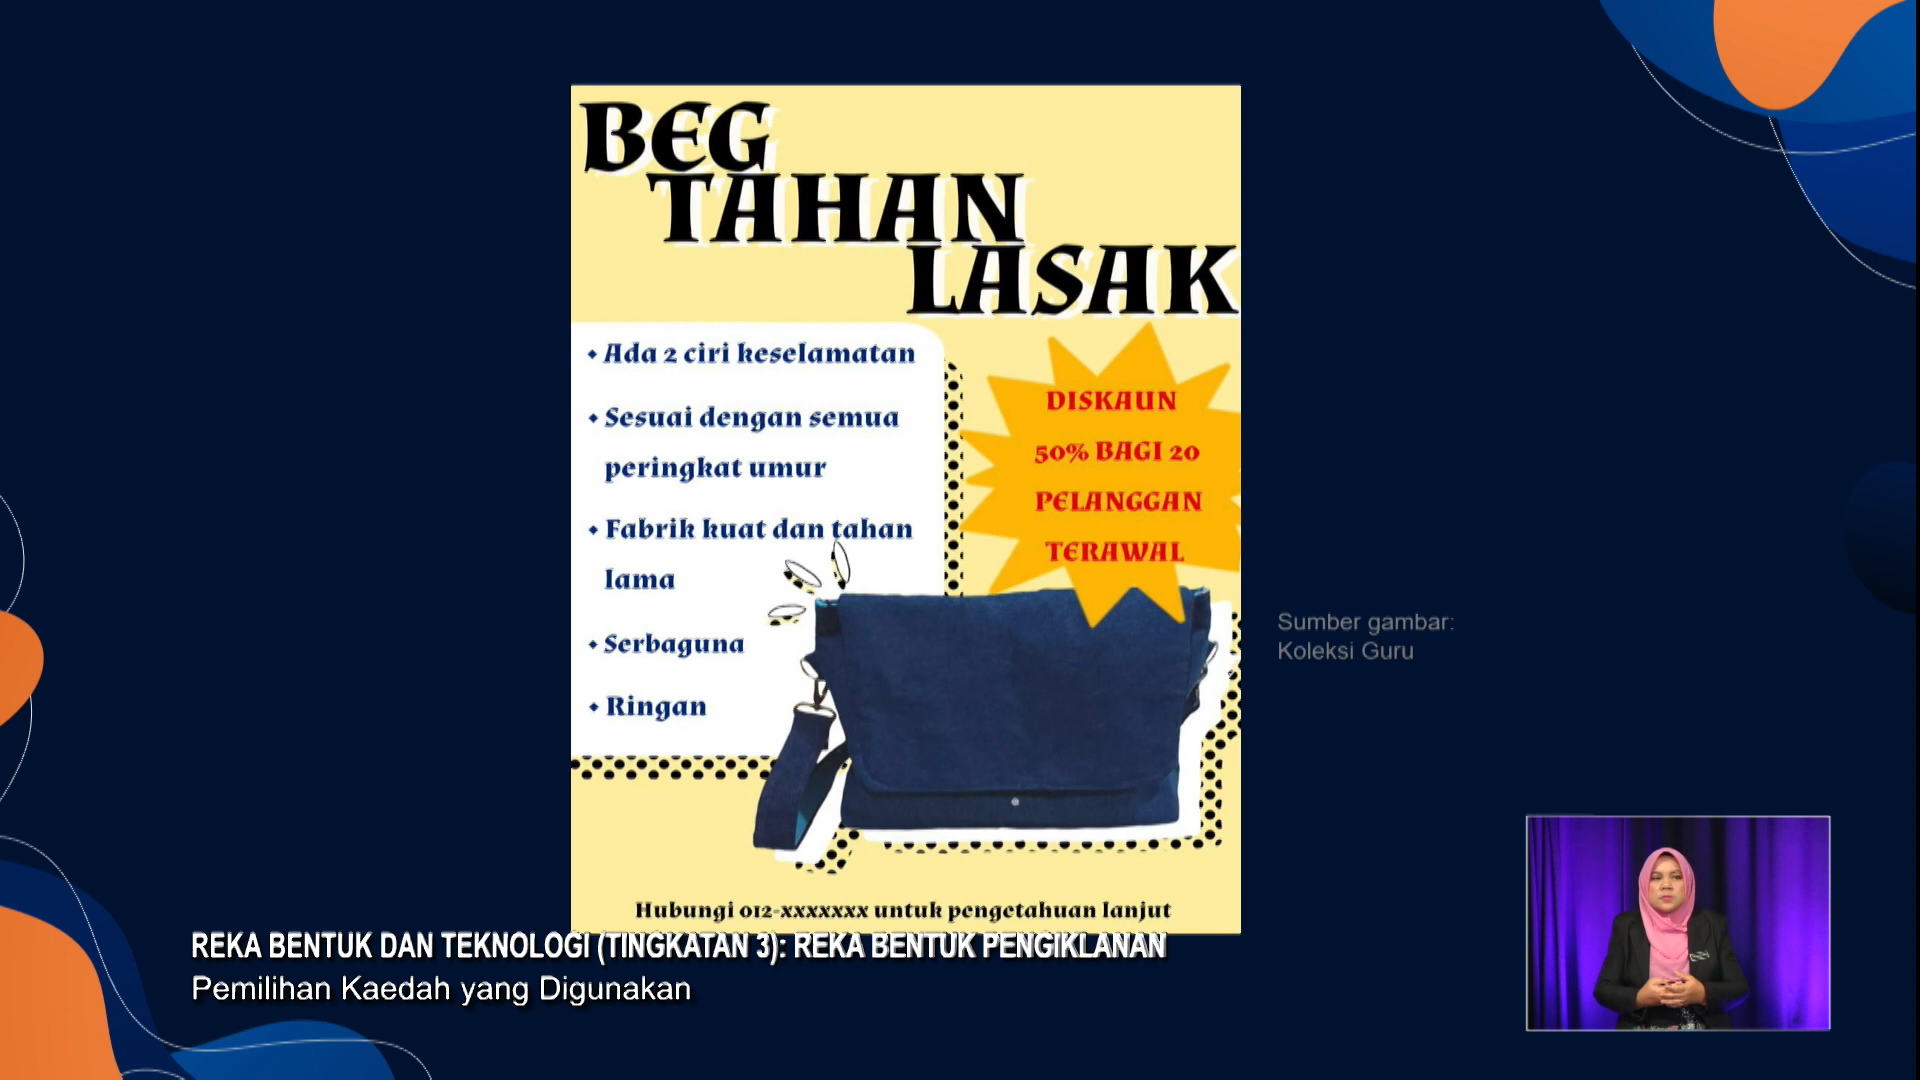 BEG
TAHAN
LASAK
• Ada 2 ciri keselamatan
• Sesuai dengan semua
peringkat umur
• Fabrik kuat dan tahan
lama
• Serbaguna
• Ringan
DISKAUN
50% BAGI 20
PELANGGAN
TERAWAL
Hubungi 012-xxxxxxx untuk pengetahuan lanjut
Sumber gambar:
Koleksi Guru
REKA BENTUK DAN TEKNOLOGI (TINGKATAN 3): REKA BENTUK PENGIKLANAN
Pemilihan Kaedah yang Digunakan